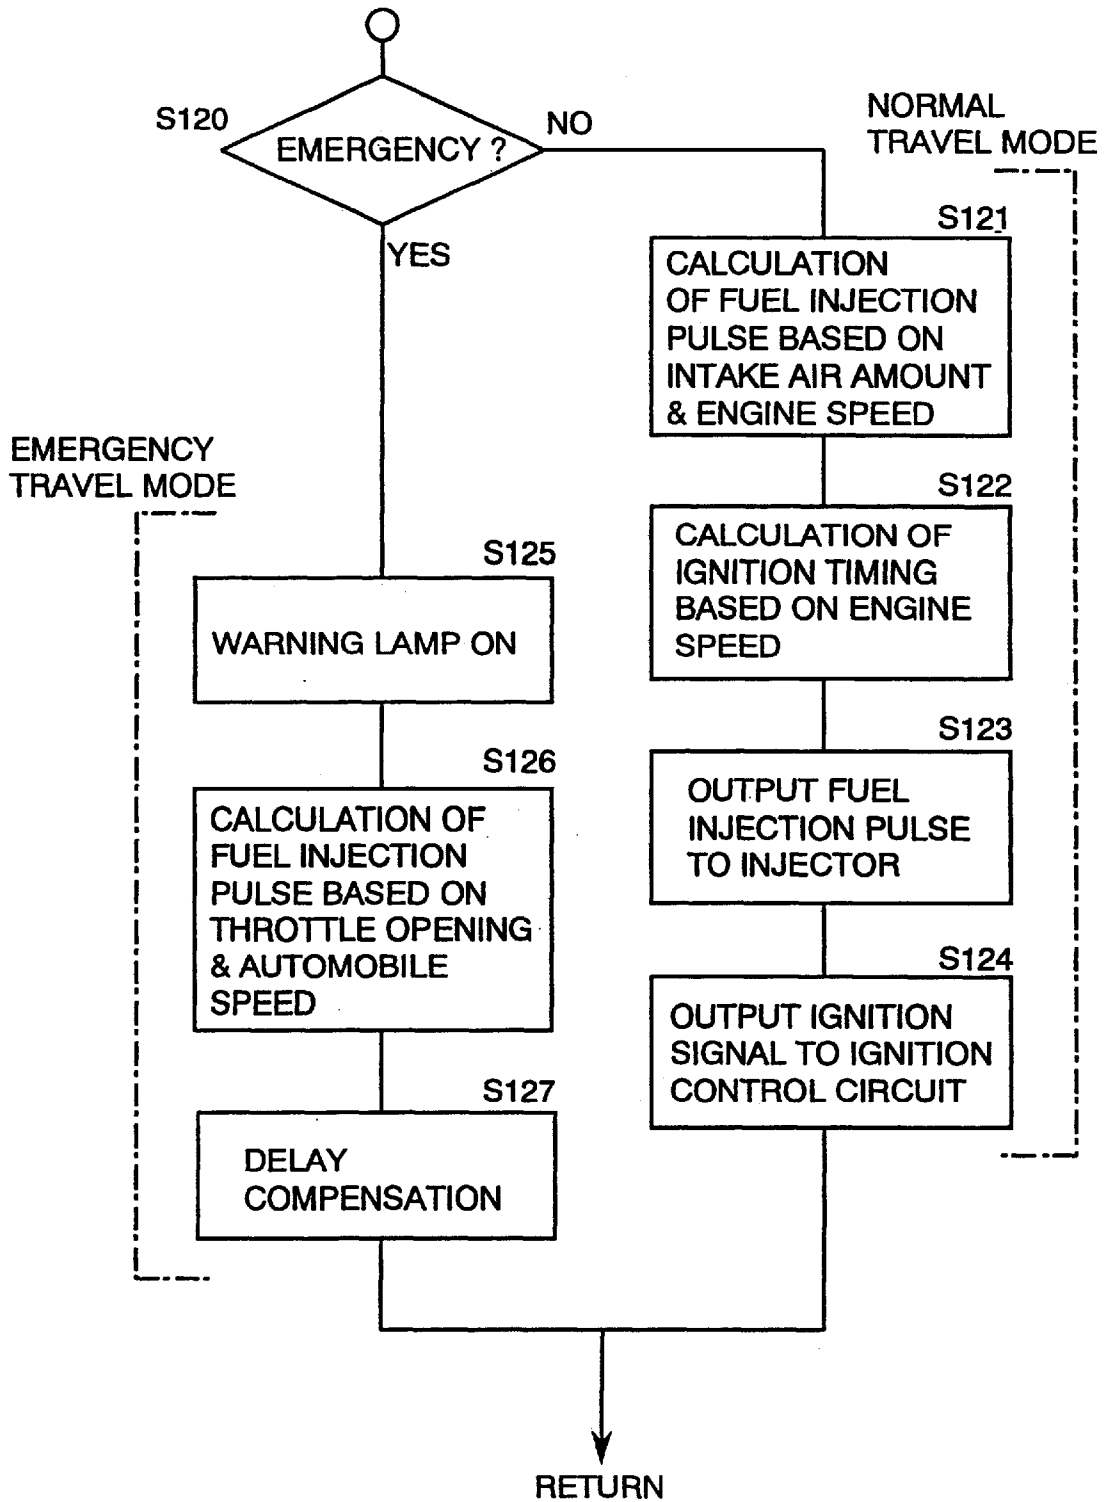 S120
EMERGENCY ?
NO
YES
NORMAL
TRAVEL MODE
S121
CALCULATION
OF FUEL INJECTION
PULSE BASED ON
INTAKE AIR AMOUNT
& ENGINE SPEED
S122
CALCULATION OF
IGNITION TIMING
BASED ON ENGINE
SPEED
S123
OUTPUT FUEL
INJECTION PULSE
TO INJECTOR
S124
OUTPUT IGNITION
SIGNAL TO IGNITION
CONTROL CIRCUIT
EMERGENCY
TRAVEL MODE
S125
WARNING LAMP ON
S126
CALCULATION OF
FUEL INJECTION
PULSE BASED ON
THROTTLE OPENING
& AUTOMOBILE
SPEED
S127
DELAY
COMPENSATION
RETURN